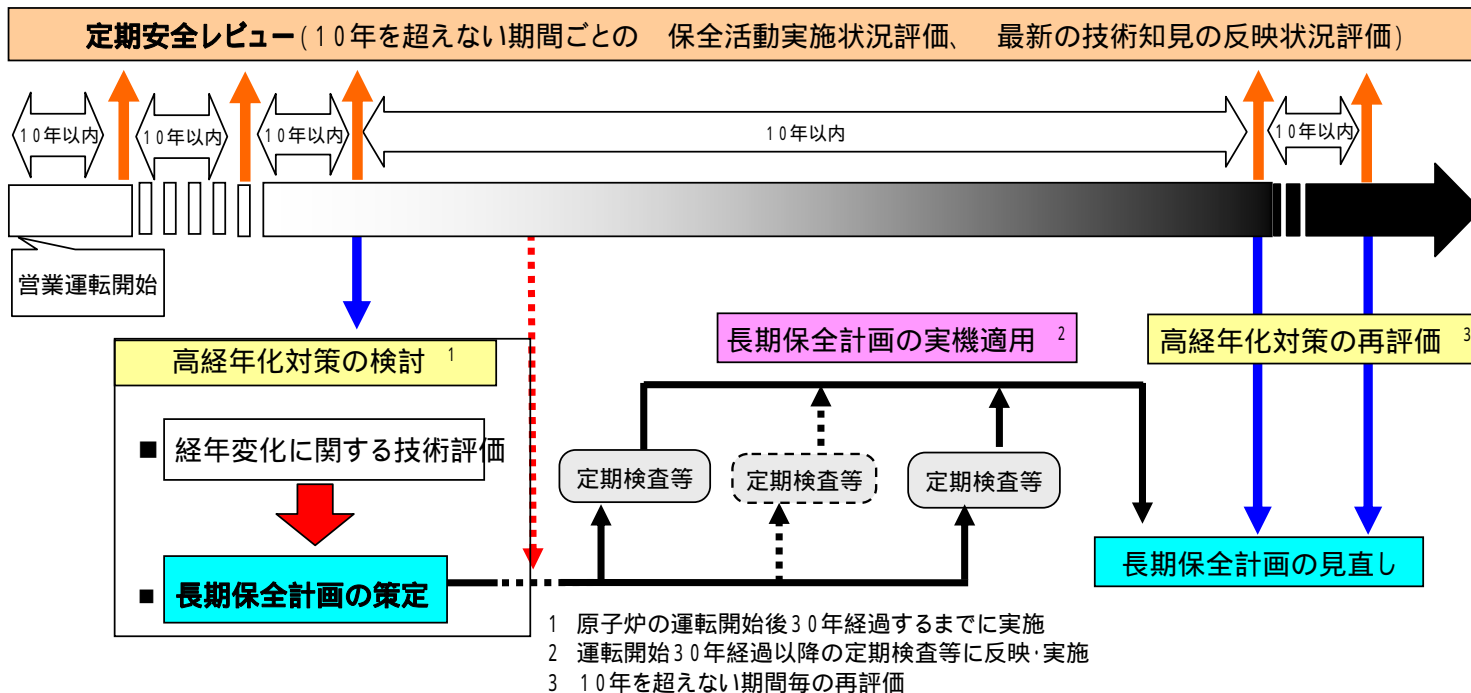 定期安全レビュー(10年を超えない期間ごとの　保全活動実施状況評価、　最新の技術知見の反映状況評価)
10年以内
10年以内
10年以内
10年以内
10年以内
営業運転開始
高経年化対策の検討 1
長期保全計画の実機適用 2
高経年化対策の再評価 3
■ 経年変化に関する技術評価
定期検査等
定期検査等
定期検査等
■ 長期保全計画の策定
長期保全計画の見直し
1 原子炉の運転開始後30年経過するまでに実施
2 運転開始30年経過以降の定期検査等に反映・実施
3 10年を超えない期間毎の再評価